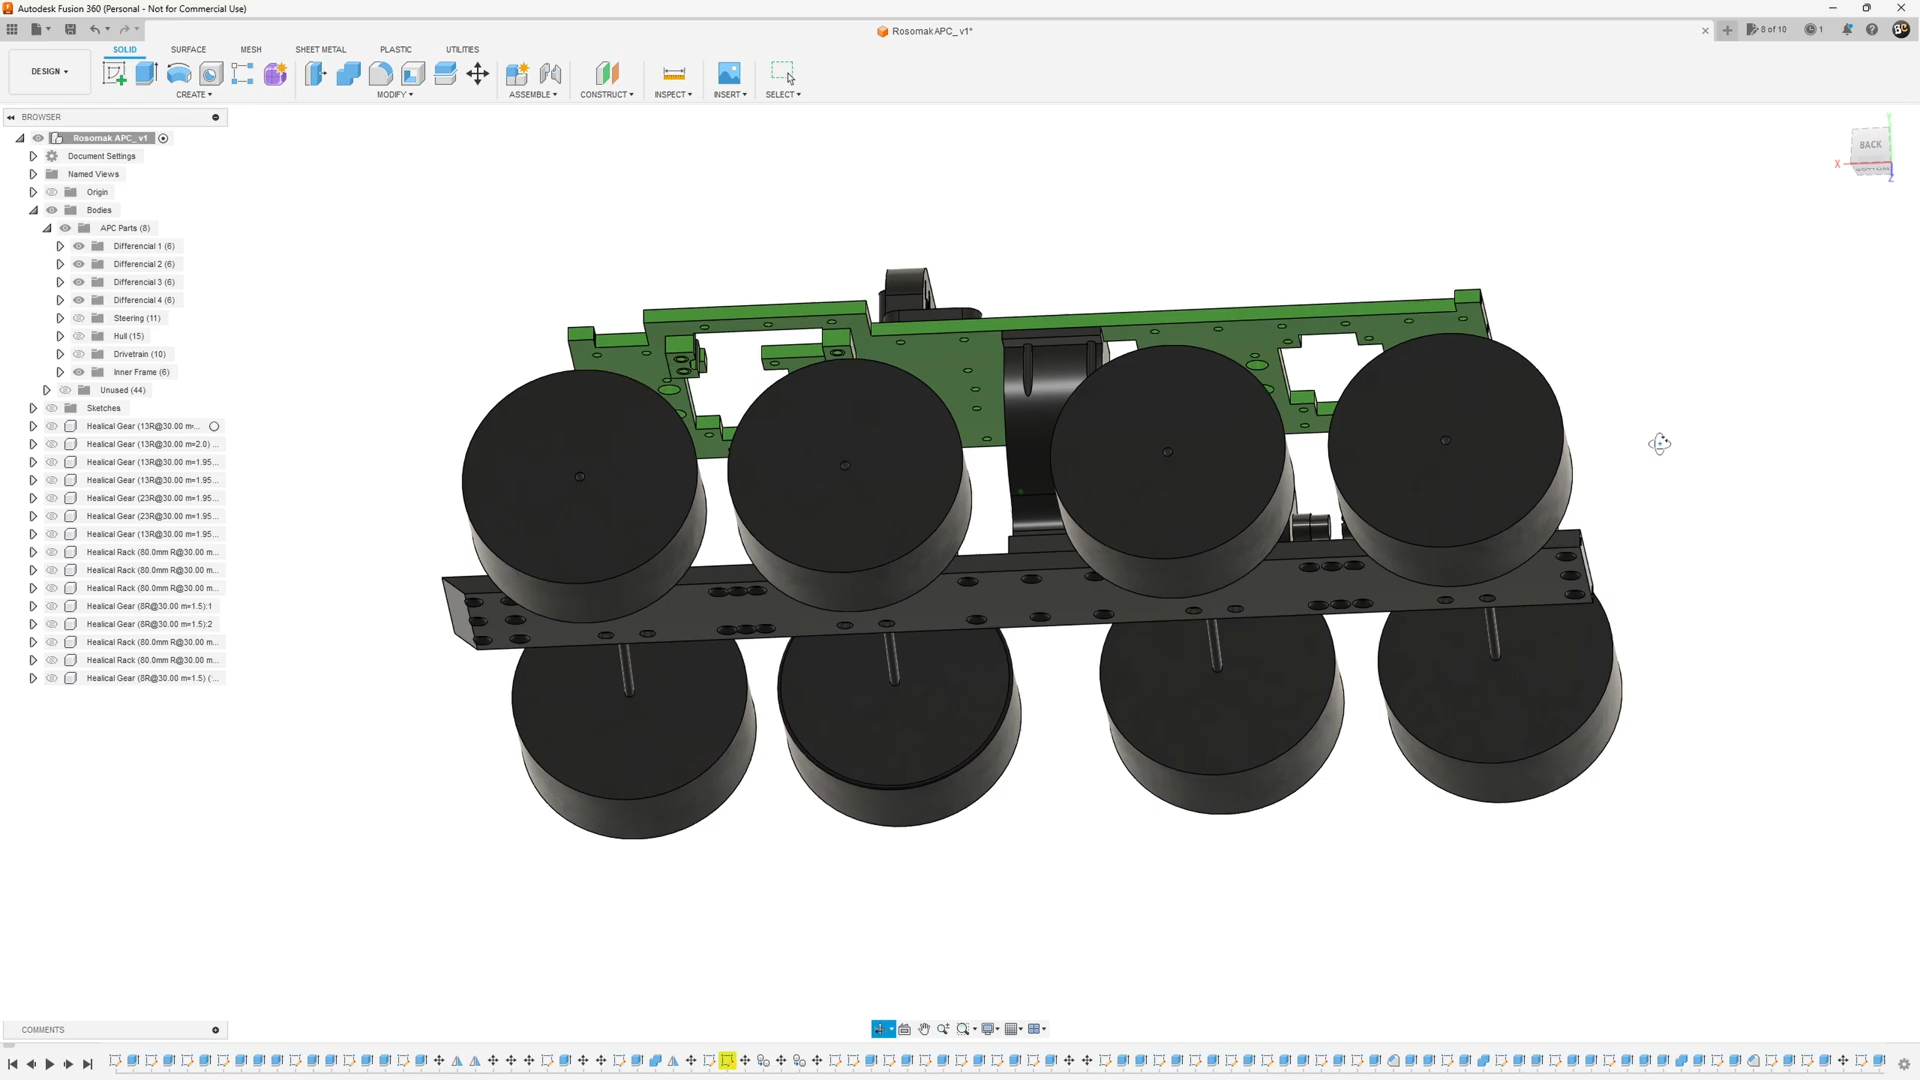 Autodesk Fusion 360 (Personal - Not for Commercial Use)
RosomakAPC_ v1*
8 of 10
1
BC
DESIGN
SOLID
SURFACE
MESH
SHEET METAL
PLASTIC
UTILITIES
CREATE
MODIFY
ASSEMBLE
CONSTRUCT
INSPECT
INSERT
SELECT
BROWSER
Rosomak APC_ v1
Document Settings
Named Views
Origin
Bodies
APC Parts (8)
Differencial 1 (6)
Differencial 2 (6)
Differencial 3 (6)
Differencial 4 (6)
Steering (11)
Hull (15)
Drivetrain (10)
Inner Frame (6)
Unused (44)
Sketches
Healical Gear (13R@30.00 m=...
Healical Gear (13R@30.00 m=2.0) ...
Healical Gear (13R@30.00 m=1.95...
Healical Gear (13R@30.00 m=1.95...
Healical Gear (23R@30.00 m=1.95...
Healical Gear (23R@30.00 m=1.95...
Healical Gear (13R@30.00 m=1.95...
Healical Rack (80.0mm R@30.00 m...
Healical Rack (80.0mm R@30.00 m...
Healical Rack (80.0mm R@30.00 m...
Healical Gear (8R@30.00 m=1.5):1
Healical Gear (8R@30.00 m=1.5):2
Healical Rack (80.0mm R@30.00 m...
Healical Rack (80.0mm R@30.00 m...
Healical Gear (8R@30.00 m=1.5) (...
Y
BACK
X
BOTTOM
Z
COMMENTS